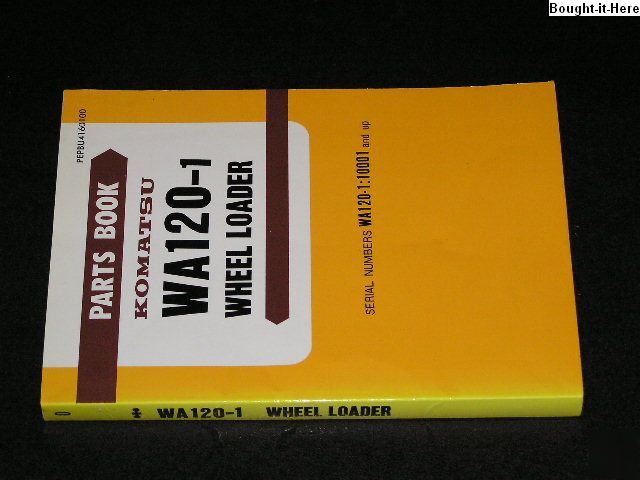 Bought-it-Here
PEPBU4160100
PARTS BOOK
KOMATSU
WA120-1
WHEEL LOADER
SERIAL NUMBERS WA120-1:10001 and up
WA120-1 WHEEL LOADER